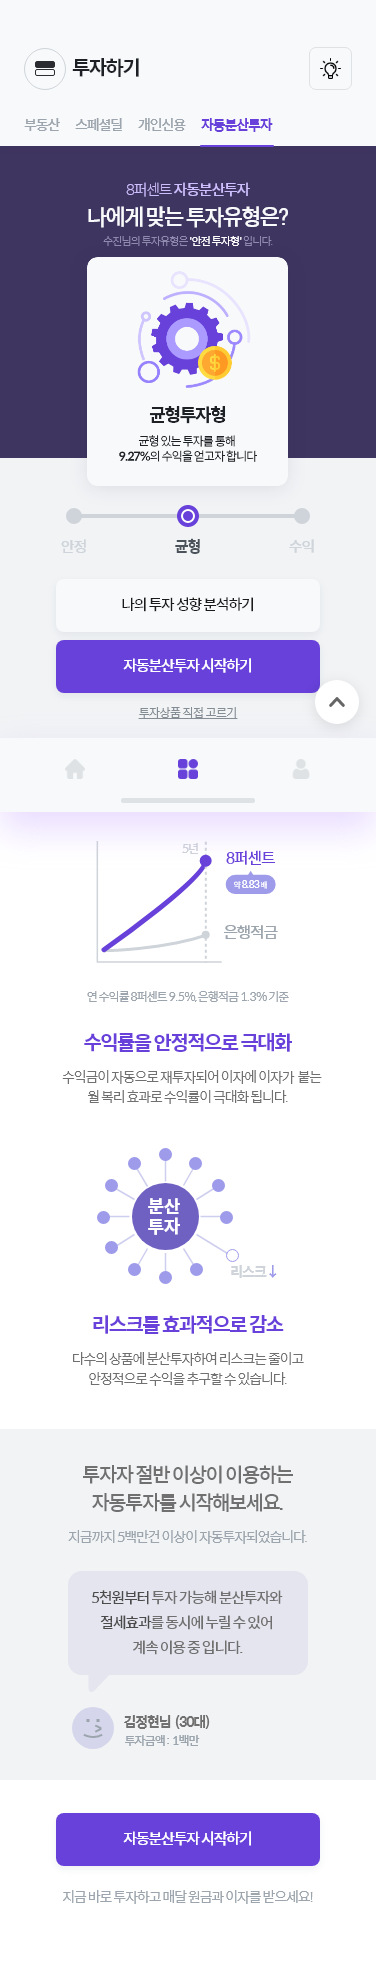 투자하기
부동산 스페셜딜 개인신용 자동분산투자
8퍼센트 자동분산투자
나에게 맞는 투자유형은?
수진님의 투자유형은 '안전 투자형' 입니다.
$
균형투자형
균형 있는 투자를 통해
9.27%의 수익을 얻고자 합니다
안정 균형 수익
나의 투자 성향 분석하기
자동분산투자 시작하기
투자상품 직접 고르기
5년
8퍼센트
약 8.83 배
은행적금
연 수익률 8퍼센트 9.5%, 은행적금 1.3% 기준
수익률을 안정적으로 극대화
수익금이 자동으로 재투자되어 이자에 이자가 붙는
월 복리 효과로 수익률이 극대화 됩니다.
분산
투자
리스크↓
리스크를 효과적으로 감소
다수의 상품에 분산투자하여 리스크는 줄이고
안정적으로 수익을 추구할 수 있습니다.
투자자 절반 이상이 이용하는
자동투자를 시작해보세요.
지금까지 5백만건 이상이 자동투자되었습니다.
5천원부터 투자 가능해 분산투자와
절세효과를 동시에 누릴 수 있어
계속 이용 중 입니다.
김정현님 (30대)
투자금액 : 1백만
자동분산투자 시작하기
지금 바로 투자하고 매달 원금과 이자를 받으세요!